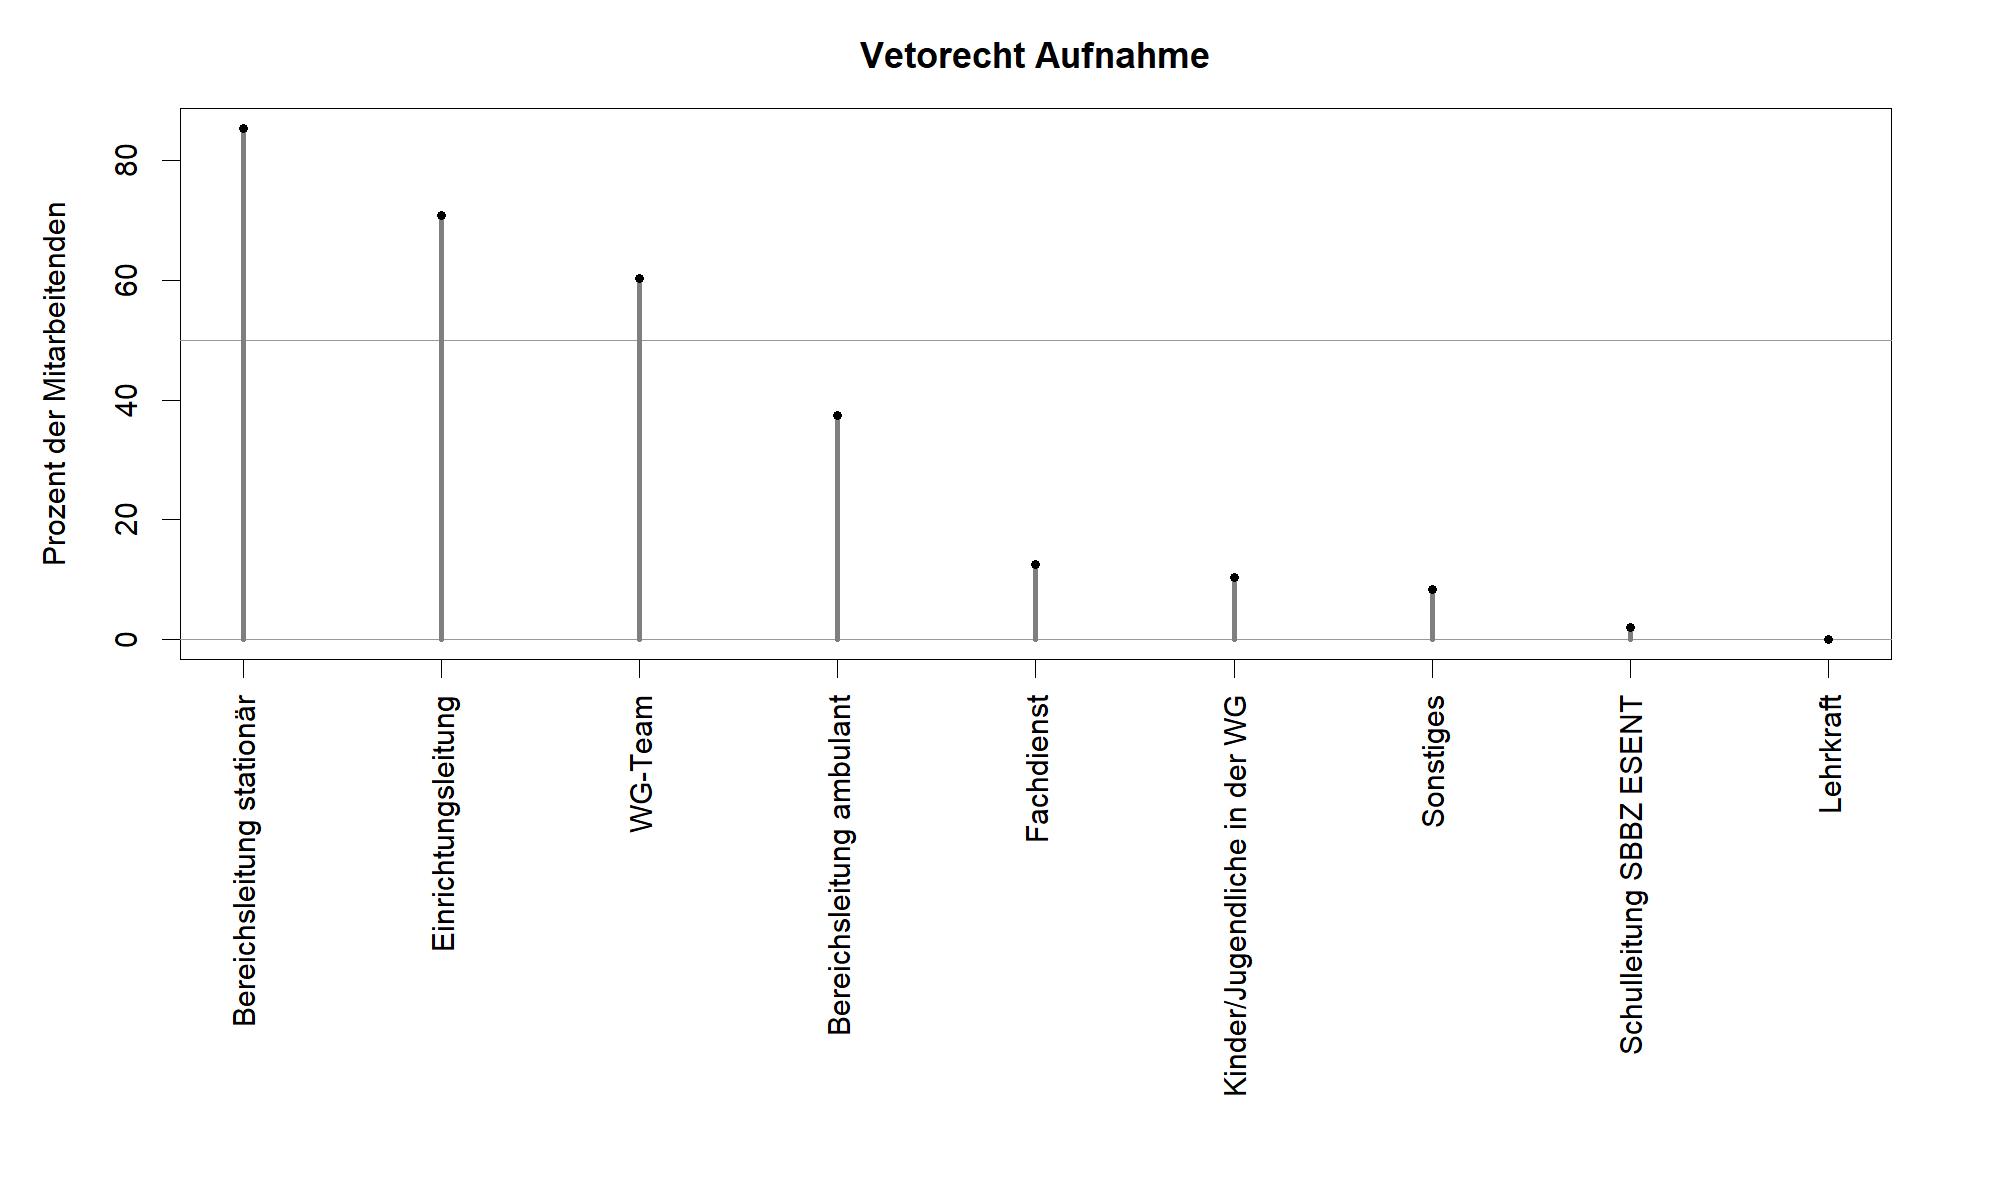 Vetorecht Aufnahme
Prozent der Mitarbeitenden
80
60
40
20
0
Bereichsleitung stationär
Einrichtungsleitung
WG-Team
Bereichsleitung ambulant
Fachdienst
Kinder/Jugendliche in der WG
Sonstiges
Schulleitung SBBZ ESENT
Lehrkraft